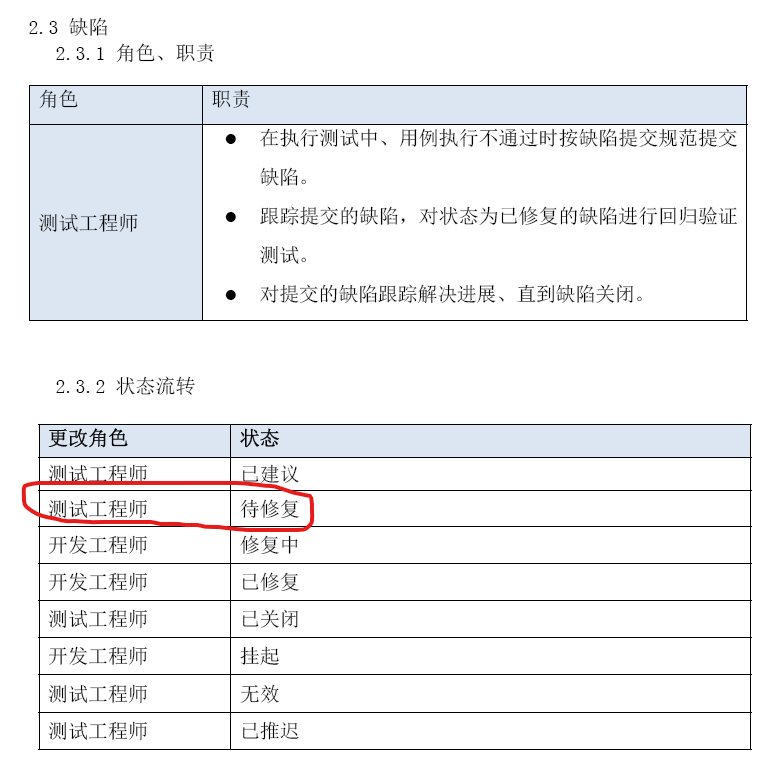 2.3 缺陷
2.3.1 角色、职责
角色 职责
测试工程师
● 在执行测试中、用例执行不通过时按缺陷提交规范提交
缺陷。
● 跟踪提交的缺陷，对状态为已修复的缺陷进行回归验证
测试。
● 对提交的缺陷跟踪解决进展、直到缺陷关闭。
2.3.2 状态流转
更改角色 状态
测试工程师 已建议
测试工程师 待修复
开发工程师 修复中
开发工程师 已修复
测试工程师 已关闭
开发工程师 挂起
测试工程师 无效
测试工程师 已推迟